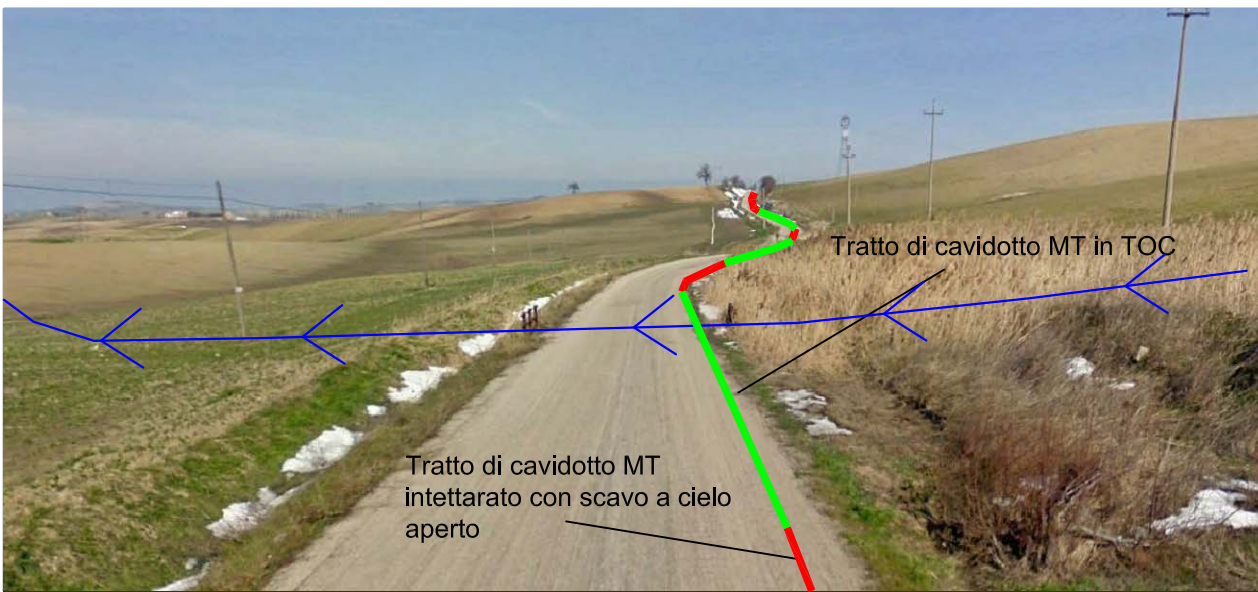 Tratto di cavidotto MT in TOC
Tratto di cavidotto MT
intettarato con scavo a cielo
aperto